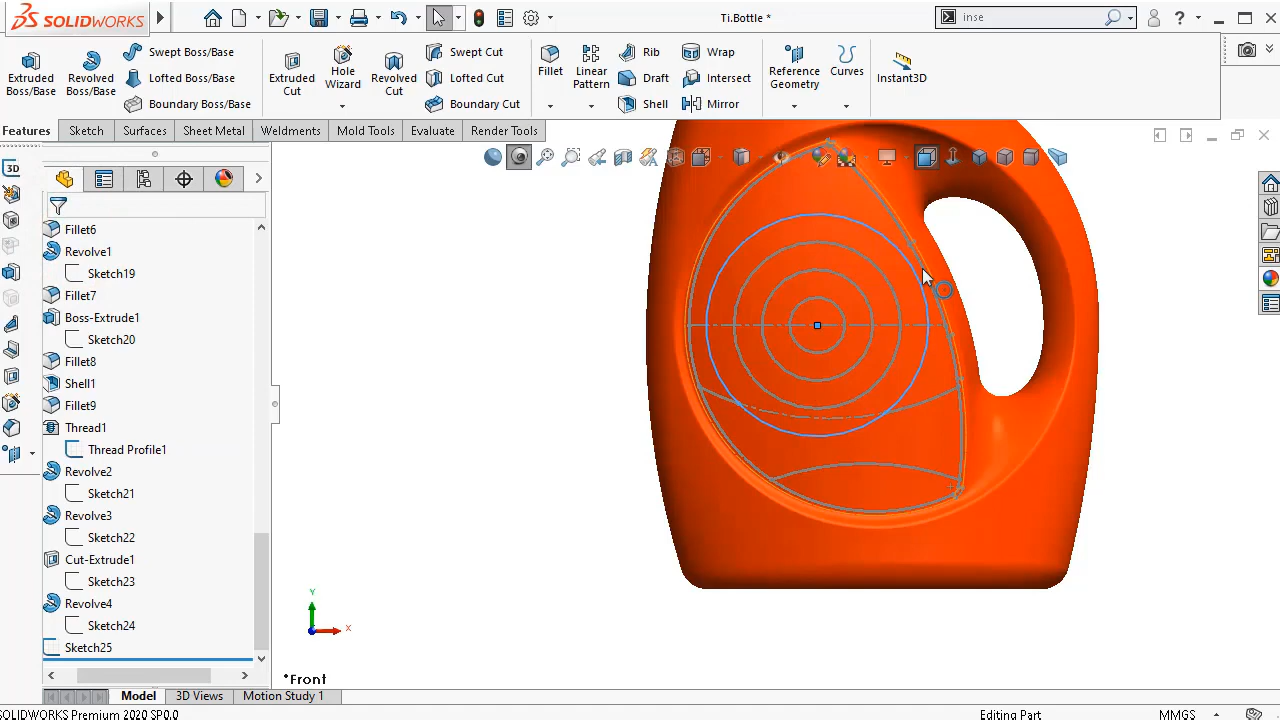 SOLIDWORKS
Ti.Bottle *
inse
?
Extruded Boss/Base
Revolved Boss/Base
Swept Boss/Base
Lofted Boss/Base
Boundary Boss/Base
Extruded Cut
Hole Wizard
Revolved Cut
Swept Cut
Lofted Cut
Boundary Cut
Fillet
Linear Pattern
Rib
Draft
Shell
Wrap
Intersect
Mirror
Reference Geometry
Curves
Instant3D
Features Sketch Surfaces Sheet Metal Weldments Mold Tools Evaluate Render Tools
3D
Fillet6
Revolve1
Sketch19
Fillet7
Boss-Extrude1
Sketch20
Fillet8
Shell1
Fillet9
Thread1
Thread Profile1
Revolve2
Sketch21
Revolve3
Sketch22
Cut-Extrude1
Sketch23
Revolve4
Sketch24
Sketch25
Y
X
*Front
Model 3D Views Motion Study 1
SOLIDWORKS Premium 2020 SP0.0 Editing Part MMGS